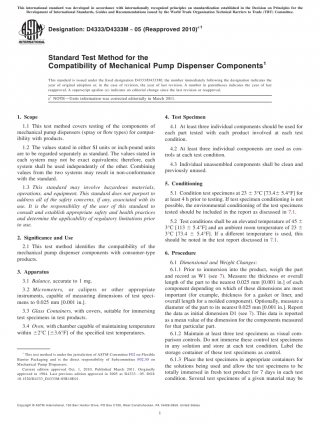 This international standard was developed in accordance with internationally recognized principles on standardization established in the Decision on Principles for the
Development of International Standards, Guides and Recommendations issued by the World Trade Organization Technical Barriers to Trade (TBT) Committee.
Designation: D4333/D4333M − 05 (Reapproved 2010)ε1
Standard Test Method for the
Compatibility of Mechanical Pump Dispenser Components1
This standard is issued under the fixed designation D4333/D4333M; the number immediately following the designation indicates the
year of original adoption or, in the case of revision, the year of last revision. A number in parentheses indicates the year of last
reapproval. A superscript epsilon (ε) indicates an editorial change since the last revision or reapproval.
ε1 NOTE—Units information was corrected editorially in March 2011.
1. Scope
1.1 This test method covers testing of the components of
mechanical pump dispensers (spray or flow types) for compat-
ibility with products.
1.2 The values stated in either SI units or inch-pound units
are to be regarded separately as standard. The values stated in
each system may not be exact equivalents; therefore, each
system shall be used independently of the other. Combining
values from the two systems may result in non-conformance
with the standard.
1.3 This standard may involve hazardous materials,
operations, and equipment. This standard does not purport to
address all of the safety concerns, if any, associated with its
use. It is the responsibility of the user of this standard to
consult and establish appropriate safety and health practices
and determine the applicability of regulatory limitations prior
to use.
2. Significance and Use
2.1 This test method identifies the compatibility of the
mechanical pump dispenser components with consumer-type
products.
3. Apparatus
3.1 Balance, accurate to 1 mg.
3.2 Micrometers, or calipers or other appropriate
instruments, capable of measuring dimensions of test speci-
mens to 0.025 mm [0.001 in.].
3.3 Glass Containers, with covers, suitable for immersing
test specimens in test products.
3.4 Oven, with chamber capable of maintaining temperature
within ±2°C [±3.6°F] of the specified test temperatures.
1 This test method is under the jurisdiction of ASTM Committee F02 on Flexible
Barrier Packaging and is the direct responsibility of Subcommittee F02.30 on
Mechanical Pump Dispensers.
Current edition approved Oct. 1, 2010. Published March 2011. Originally
approved in 1984. Last previous edition approved in 2005 as D4333 – 05. DOI:
10.1520/D4333_D4333M-05R10E01.
4. Test Specimen
4.1 At least three individual components should be used for
each part tested with each product involved at each test
condition.
4.2 At least three individual components are used as con-
trols at each test condition.
4.3 Individual unassembled components shall be clean and
previously unused.
5. Conditioning
5.1 Condition test specimens at 23 ± 3°C [73.4 ± 5.4°F] for
at least 4 h prior to testing. If test specimen conditioning is not
possible, the environmental conditioning of the test specimens
tested should be included in the report as discussed in 7.1.
5.2 Test conditions shall be an elevated temperature of 45 ±
3°C [113 ± 5.4°F] and an ambient room temperature of 23 ±
3°C [73.4 ± 5.4°F]. If a different temperature is used, this
should be noted in the test report discussed in 7.1.
6. Procedure
6.1 Dimensional and Weight Changes:
6.1.1 Prior to immersion into the product, weigh the part
and record as W1 (see 7). Measure the thickness or overall
length of the part to the nearest 0.025 mm [0.001 in.] of each
component depending on which of these dimensions are most
important (for example, thickness for a gasket or liner, and
overall length for a molded component). Optionally, measure a
diameter of the part to its nearest 0.025 mm [0.001 in.]. Report
the data as initial dimension D1 (see 7). This data is reported
as a mean value of the dimension for the components measured
for that particular part.
6.1.2 Maintain at least three test specimens as visual com-
parison controls. Do not immerse these control test specimens
in any solution and store at each test condition. Label the
storage container of these test specimens as control.
6.1.3 Place the test specimens in appropriate containers for
the solutions being used and allow the test specimens to be
totally immersed in fresh test product for 7 days in each test
condition. Several test specimens of a given material may be
Copyright © ASTM International, 100 Barr Harbor Drive, PO Box C700, West Conshohocken, PA 19428-2959. United States
1